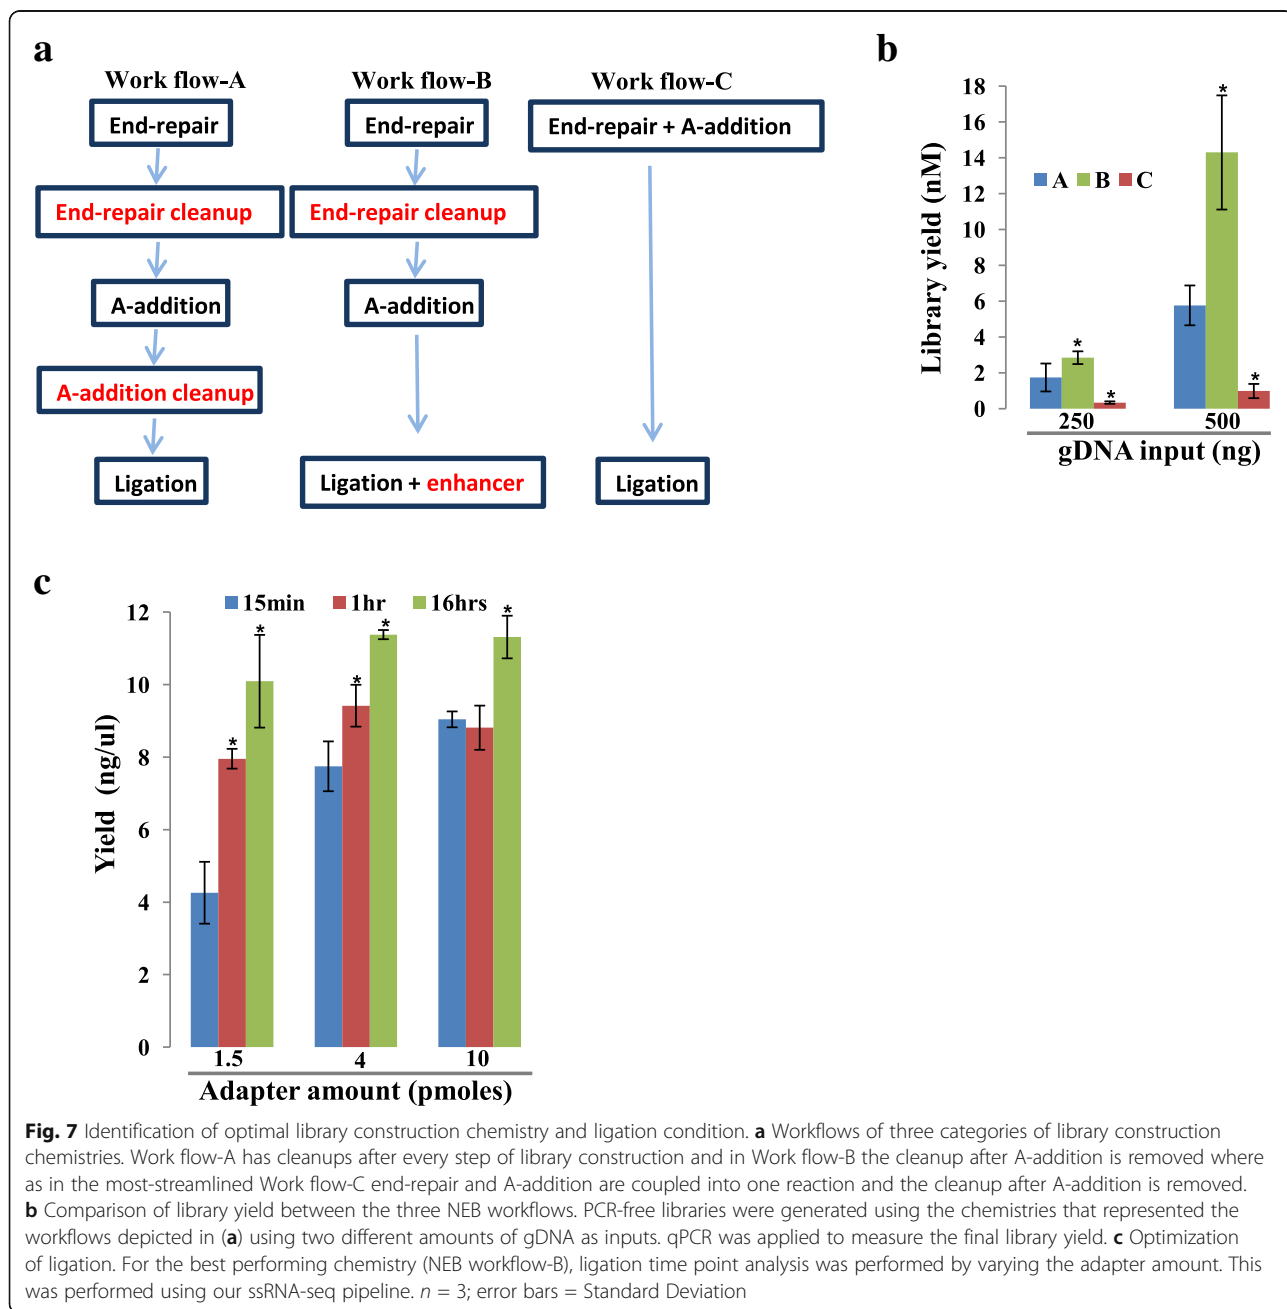 a
Work flow-A
End-repair
End-repair cleanup
A-addition
A-addition cleanup
Ligation
Work flow-B
End-repair
End-repair cleanup
A-addition
Ligation + enhancer
Work flow-C
End-repair + A-addition
Ligation
b
Library yield (nM)
18
16
14
12
10
8
6
4
2
0
A B C
*
*
*
*
250 500
gDNA input (ng)
c
15min 1hr 16hrs
Yield (ng/ul)
12
10
8
6
4
2
0
*
*
*
*
*
1.5 4 10
Adapter amount (pmoles)
Fig. 7 Identification of optimal library construction chemistry and ligation condition. a Workflows of three categories of library construction
chemistries. Work flow-A has cleanups after every step of library construction and in Work flow-B the cleanup after A-addition is removed where
as in the most-streamlined Work flow-C end-repair and A-addition are coupled into one reaction and the cleanup after A-addition is removed.
b Comparison of library yield between the three NEB workflows. PCR-free libraries were generated using the chemistries that represented the
workflows depicted in (a) using two different amounts of gDNA as inputs. qPCR was applied to measure the final library yield. c Optimization
of ligation. For the best performing chemistry (NEB workflow-B), ligation time point analysis was performed by varying the adapter amount. This
was performed using our ssRNA-seq pipeline. n = 3; error bars = Standard Deviation